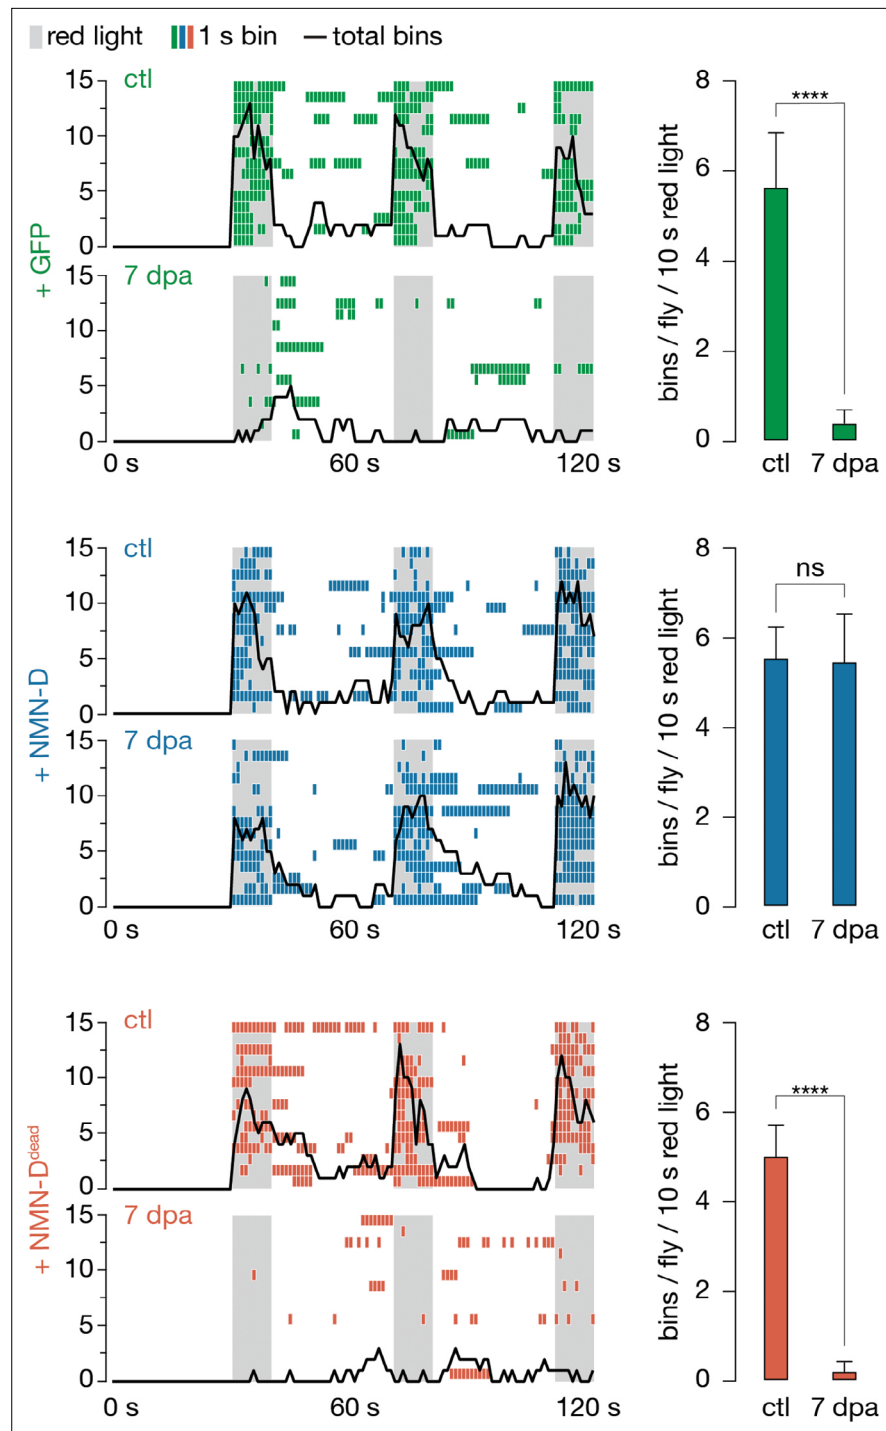 red light 1 s bin total bins
+ GFP
ctl
15
10
5
0
7 dpa
15
10
5
0
0 s 60 s 120 s
bins / fly / 10 s red light
8
6
4
2
0
****
ctl 7 dpa
+ NMN-D
ctl
15
10
5
0
7 dpa
15
10
5
0
0 s 60 s 120 s
bins / fly / 10 s red light
8
6
4
2
0
ns
ctl 7 dpa
+ NMN-Dᵈᵉᵃᵈ
ctl
15
10
5
0
7 dpa
15
10
5
0
0 s 60 s 120 s
bins / fly / 10 s red light
8
6
4
2
0
****
ctl 7 dpa